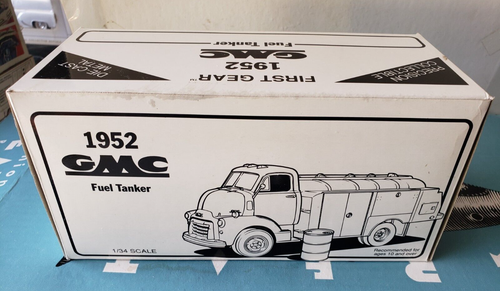 DIE-CAST
METAL
FIRST GEAR™
1952
GMC
Fuel Tanker
PRECISION
COLLECTIBLE
1952
GMC
Fuel Tanker
1/34 SCALE
Recommended for
ages 10 and over